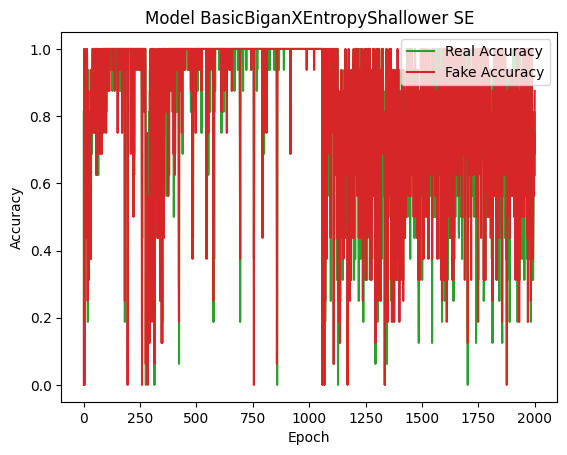 Model BasicBiganXEntropyShallower SE
Real Accuracy
Fake Accuracy
Accuracy
1.0
0.8
0.6
0.4
0.2
0.0
0 250 500 750 1000 1250 1500 1750 2000
Epoch